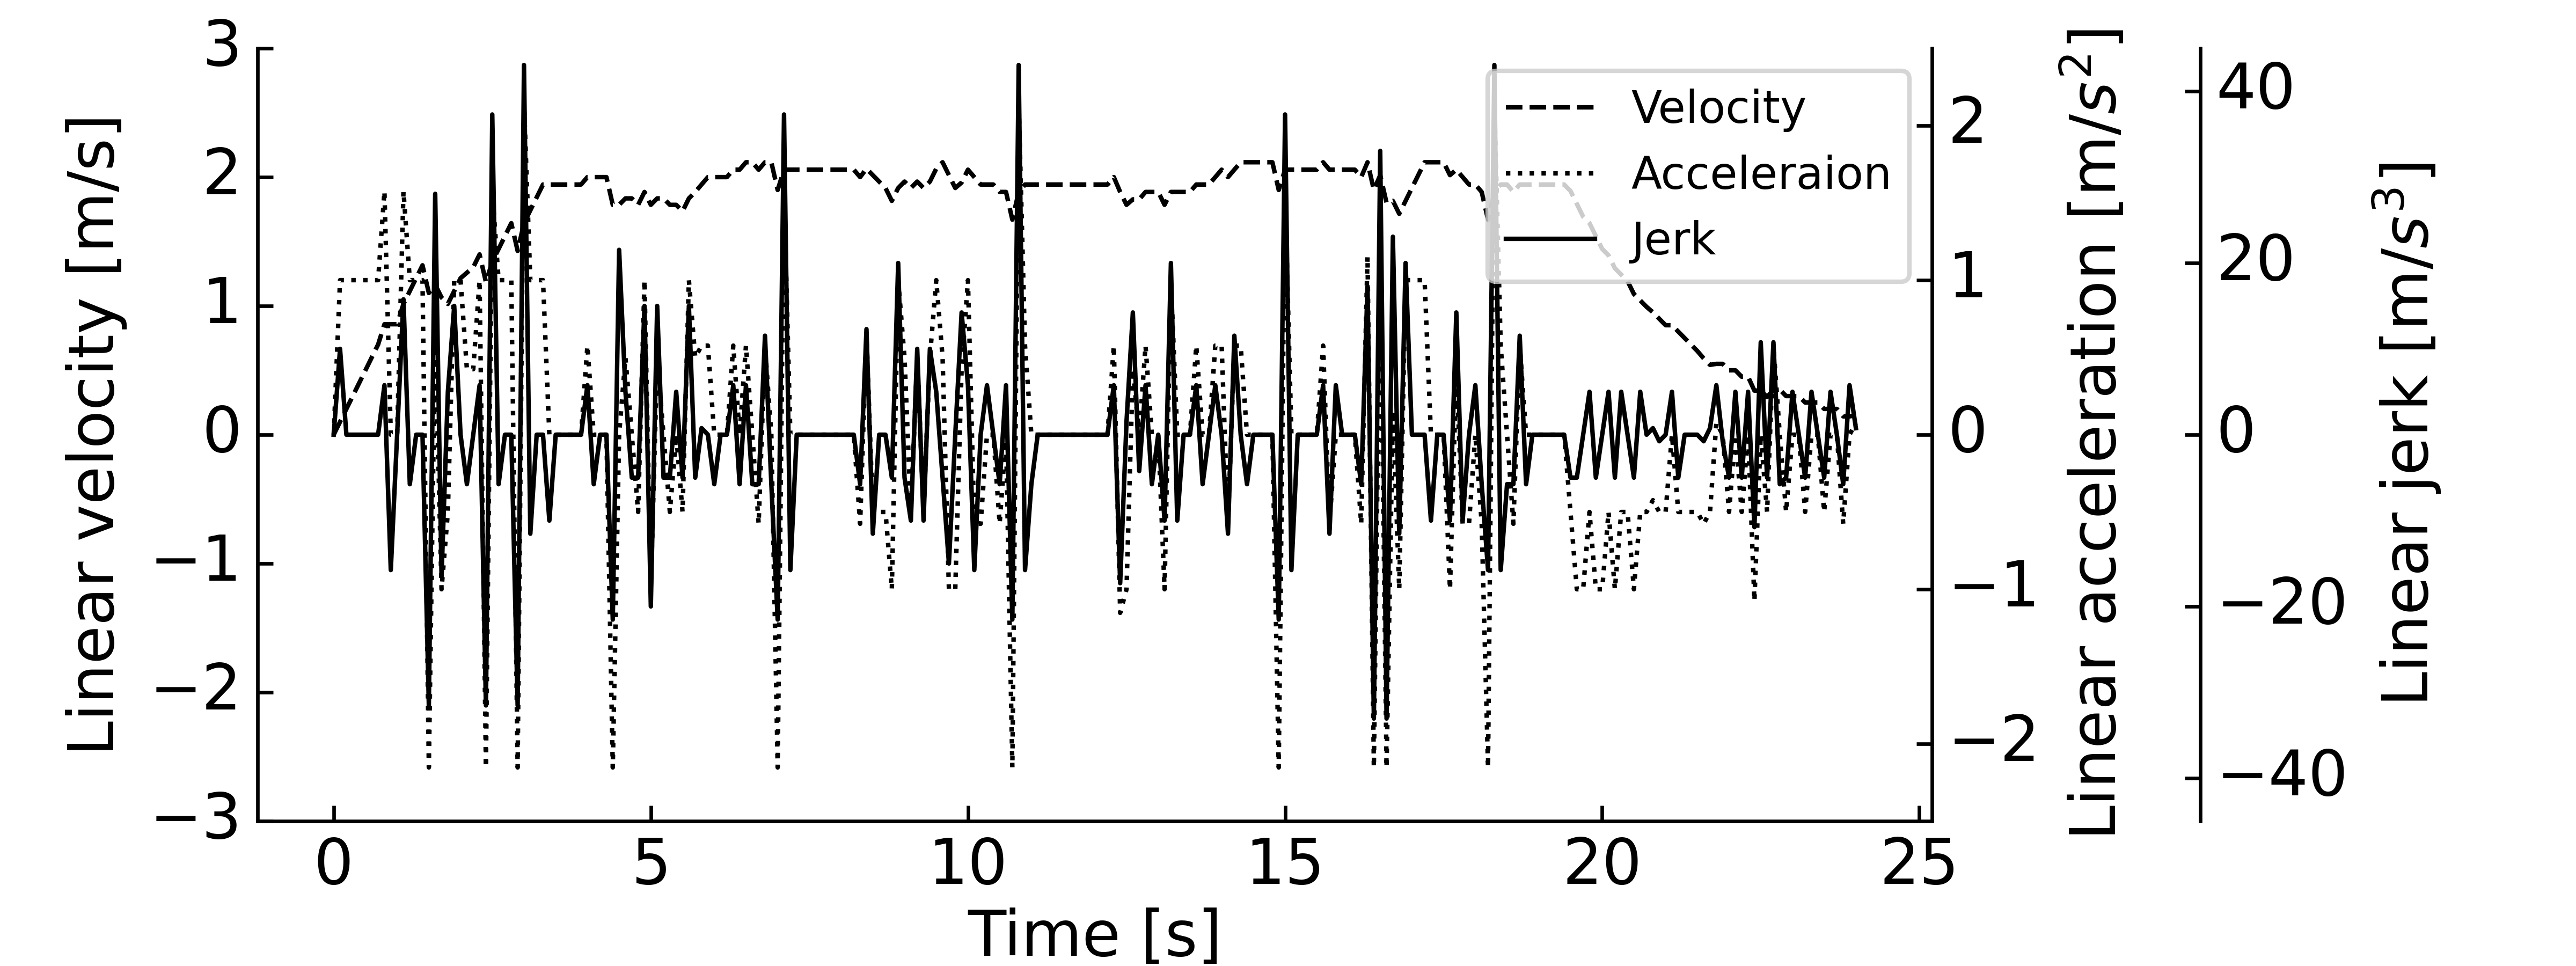 Linear velocity [m/s]
3
2
1
0
−1
−2
−3
0 5 10 15 20 25
Time [s]
Velocity
Acceleraion
Jerk
2
1
0
−1
−2
Linear acceleration [m/s²]
40
20
0
−20
−40
Linear jerk [m/s³]